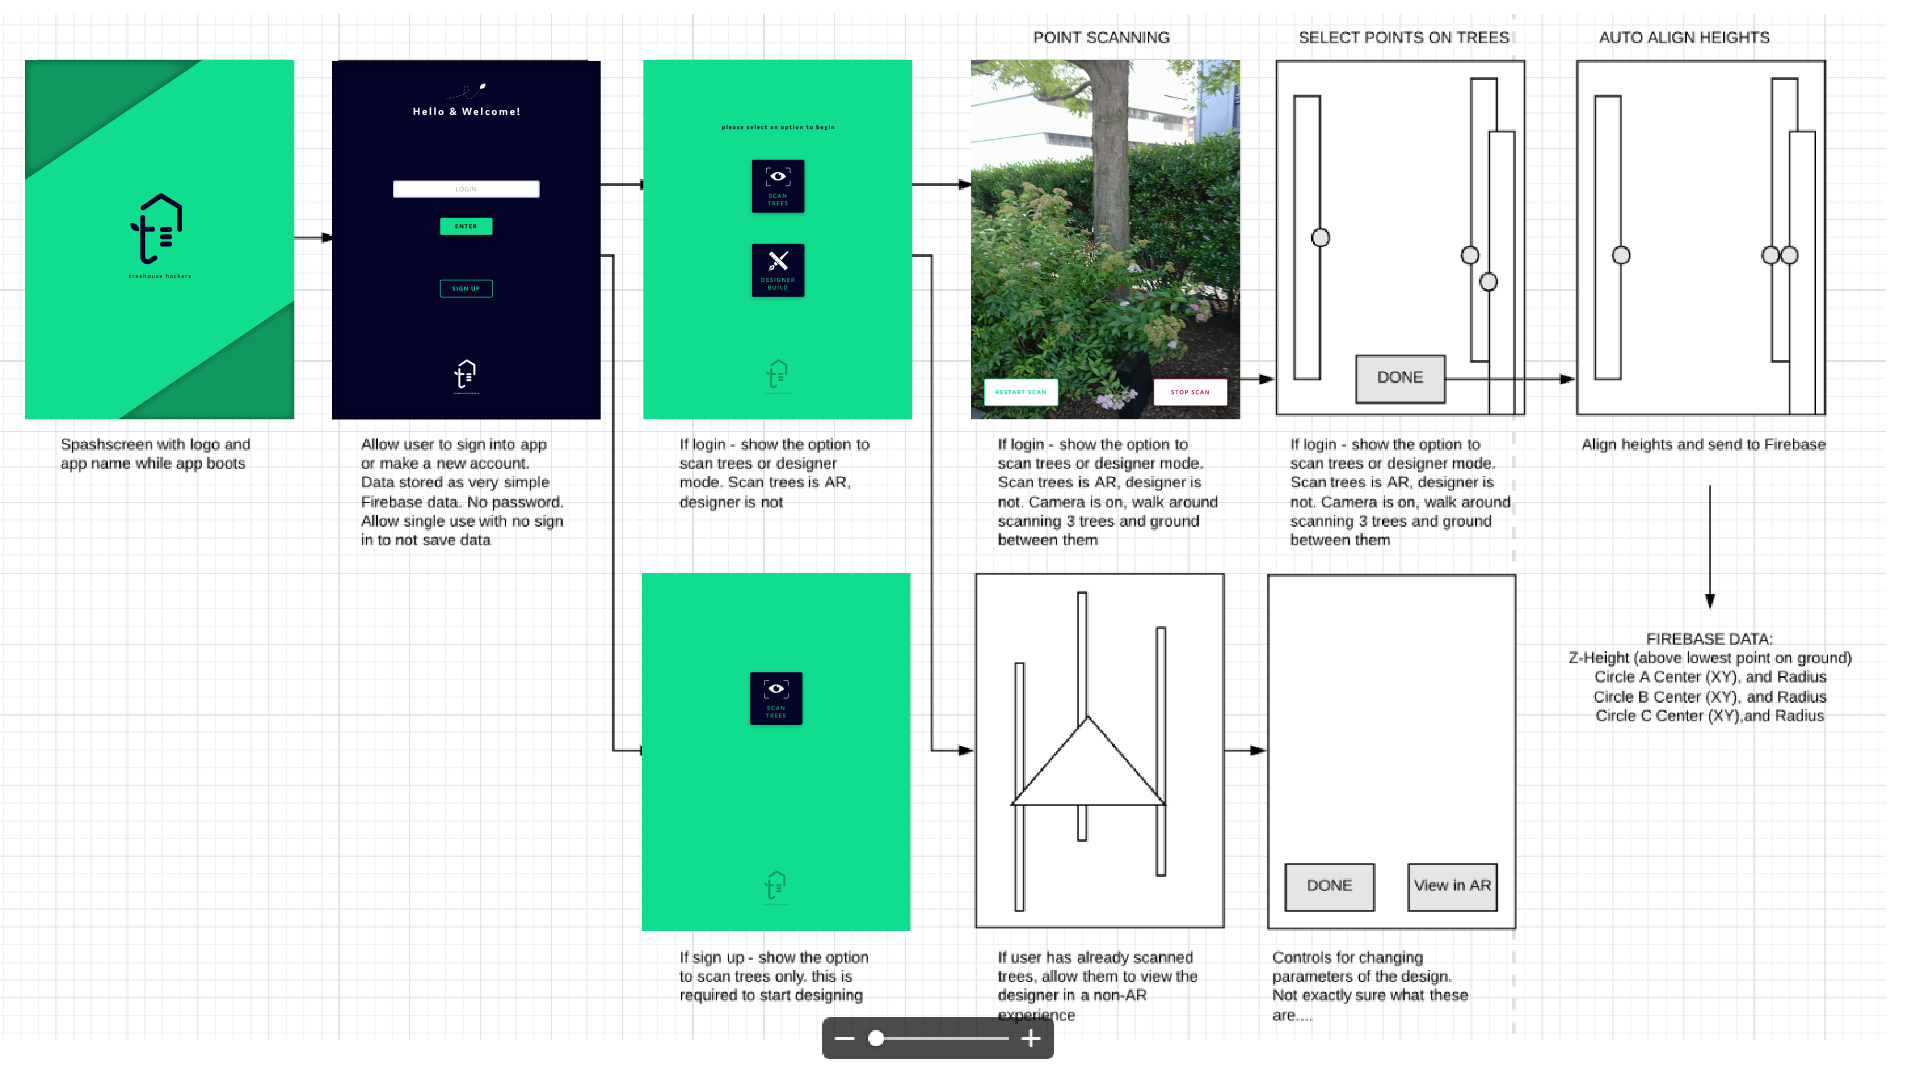 POINT SCANNING
SELECT POINTS ON TREES
AUTO ALIGN HEIGHTS
treehouse hackers
Hello & Welcome!
LOGIN
ENTER
SIGN UP
please select an option to begin
SCAN
TREES
DESIGNER
BUILD
RESTART SCAN
STOP SCAN
DONE
Spashscreen with logo and
app name while app boots
Allow user to sign into app
or make a new account.
Data stored as very simple
Firebase data. No password.
Allow single use with no sign
in to not save data
If login - show the option to
scan trees or designer
mode. Scan trees is AR,
designer is not
If login - show the option to
scan trees or designer mode.
Scan trees is AR, designer is
not. Camera is on, walk around
scanning 3 trees and ground
between them
If login - show the option to
scan trees or designer mode.
Scan trees is AR, designer is
not. Camera is on, walk around
scanning 3 trees and ground
between them
Align heights and send to Firebase
FIREBASE DATA:
Z-Height (above lowest point on ground)
Circle A Center (XY), and Radius
Circle B Center (XY), and Radius
Circle C Center (XY),and Radius
SCAN
TREES
DONE
View in AR
If sign up - show the option
to scan trees only. this is
required to start designing
If user has already scanned
trees, allow them to view the
designer in a non-AR
experience
Controls for changing
parameters of the design.
Not exactly sure what these
are....